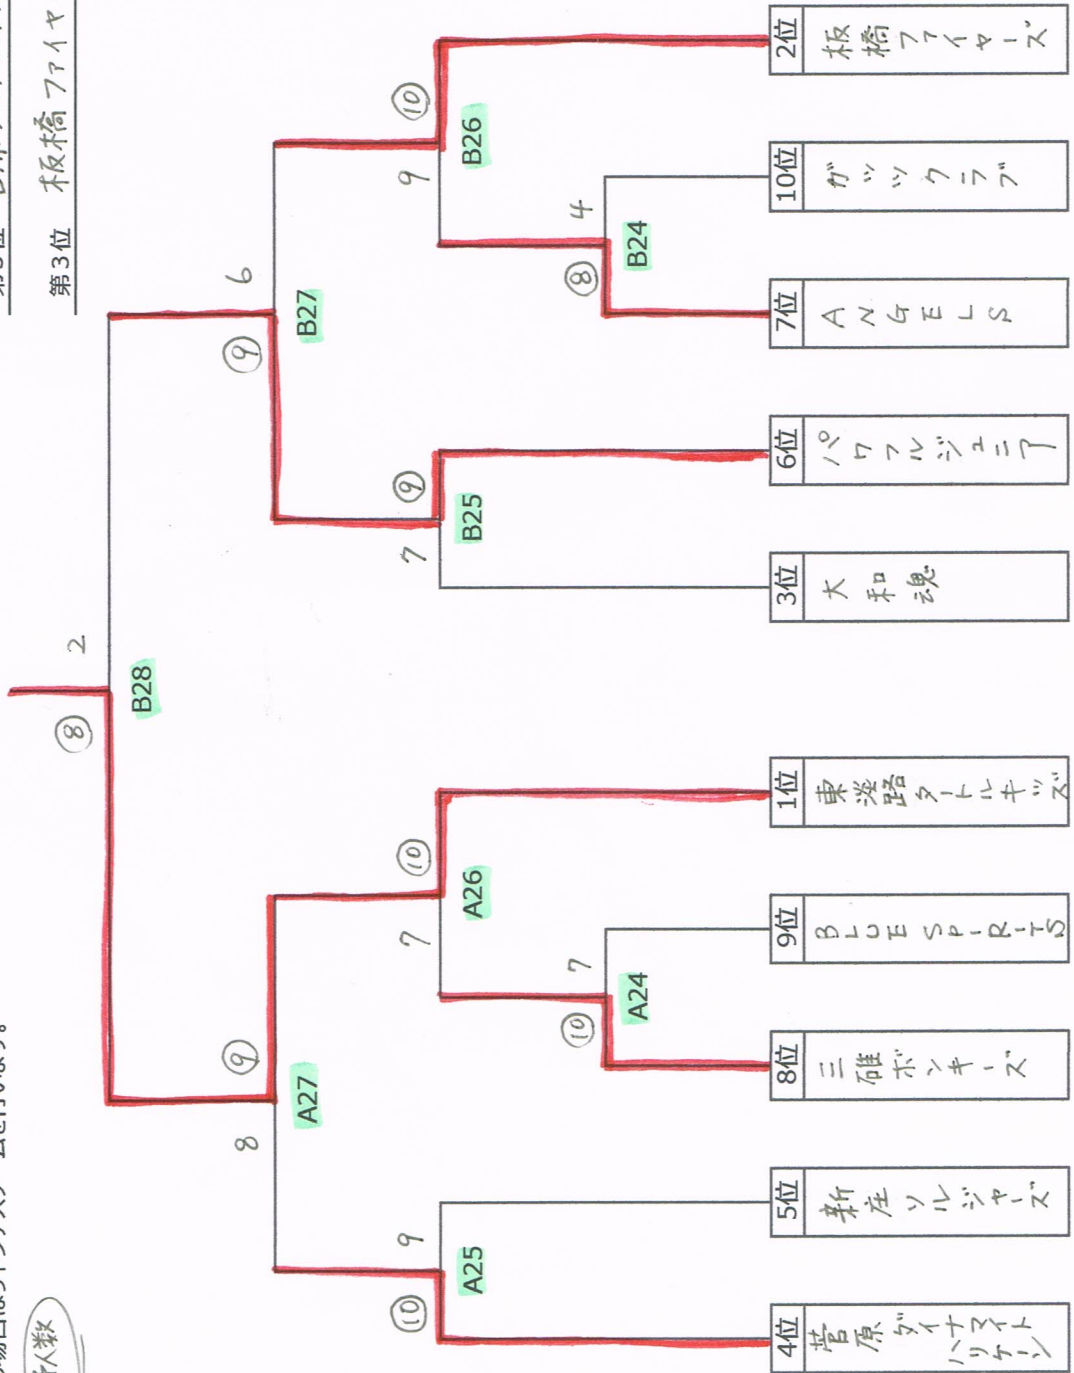 第3位 板橋ファイヤ
2
⑧
B28
6
⑨
B27
⑨
8
A27
⑩
9
B26
⑨
7
B25
⑩
7
A26
9
⑩
A25
4
⑧
B24
7
⑩
A24
4位 菅原ダイナマイトハリケーン
5位 新庄ソルジャーズ
8位 三碓ボンキーズ
9位 BLUE SPIRITS
1位 東淡路タートルキッズ
3位 大和魂
6位 パワフルジュニア
7位 ANGELS
10位 ガッツクラブ
2位 板橋ファイヤーズ